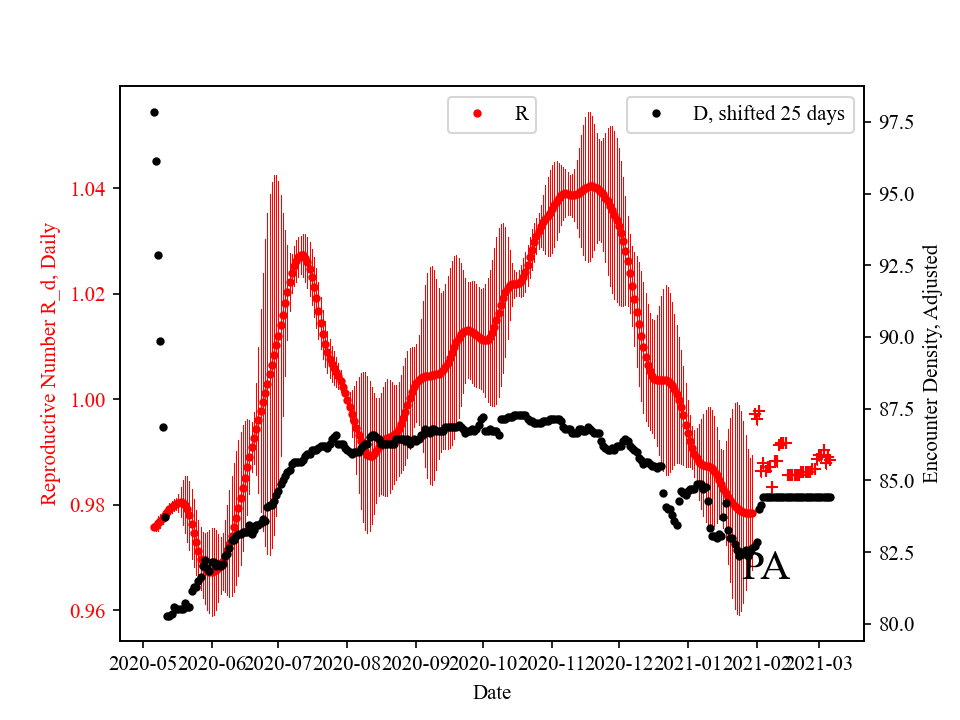 R
D, shifted 25 days
1.04
1.02
1.00
0.98
0.96
Reproductive Number R_d, Daily
97.5
95.0
92.5
90.0
87.5
85.0
82.5
80.0
Encounter Density, Adjusted
PA
2020-05 2020-06 2020-07 2020-08 2020-09 2020-10 2020-11 2020-12 2021-01 2021-02 2021-03
Date